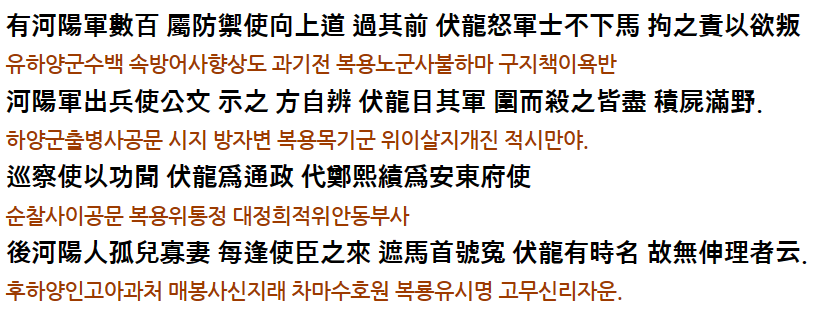 有河陽軍數百 屬防禦使向上道 過其前 伏龍怒軍士不下馬 拘之責以欲叛
유하양군수백 속방어사향상도 과기전 복용노군사불하마 구지책이욕반
河陽軍出兵使公文 示之 方自辨 伏龍目其軍 圍而殺之皆盡 積屍滿野.
하양군출병사공문 시지 방자변 복용목기군 위이살지개진 적시만야.
巡察使以功聞 伏龍爲通政 代鄭熙績爲安東府使
순찰사이공문 복용위통정 대정희적위안동부사
後河陽人孤兒寡妻 每逢使臣之來 遮馬首號冤 伏龍有時名 故無伸理者云.
후하양인고아과처 매봉사신지래 차마수호원 복룡유시명 고무신리자운.